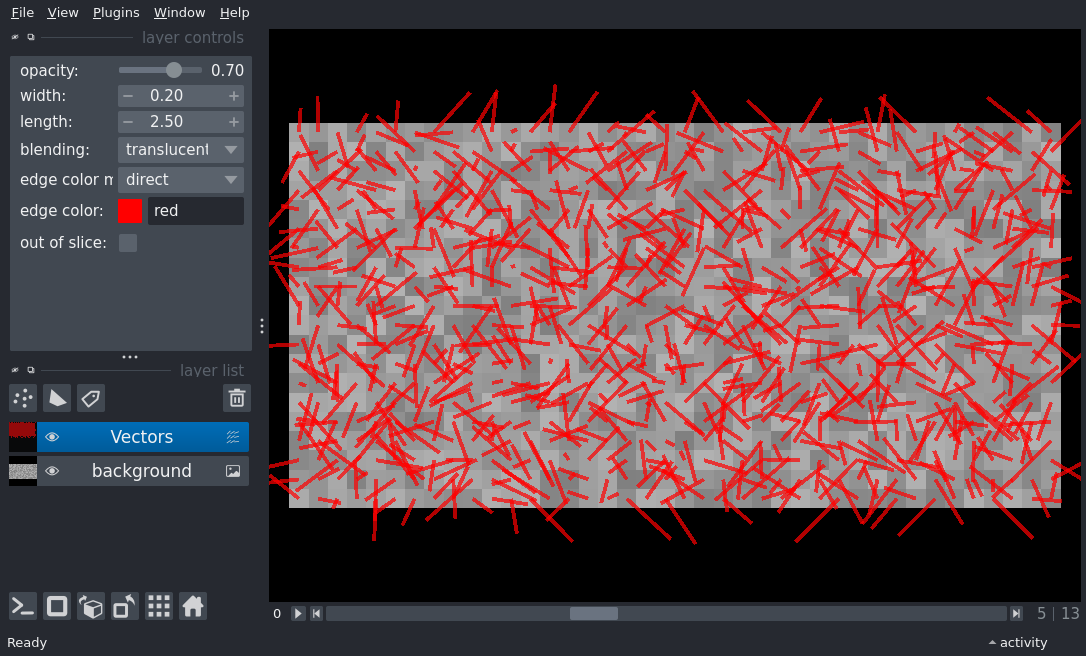 File View Plugins Window Help
layer controls
opacity: 0.70
width: − 0.20 +
length: − 2.50 +
blending: translucent
edge color m direct
edge color: red
out of slice:
layer list
Vectors
background
0 5 | 13
Ready activity